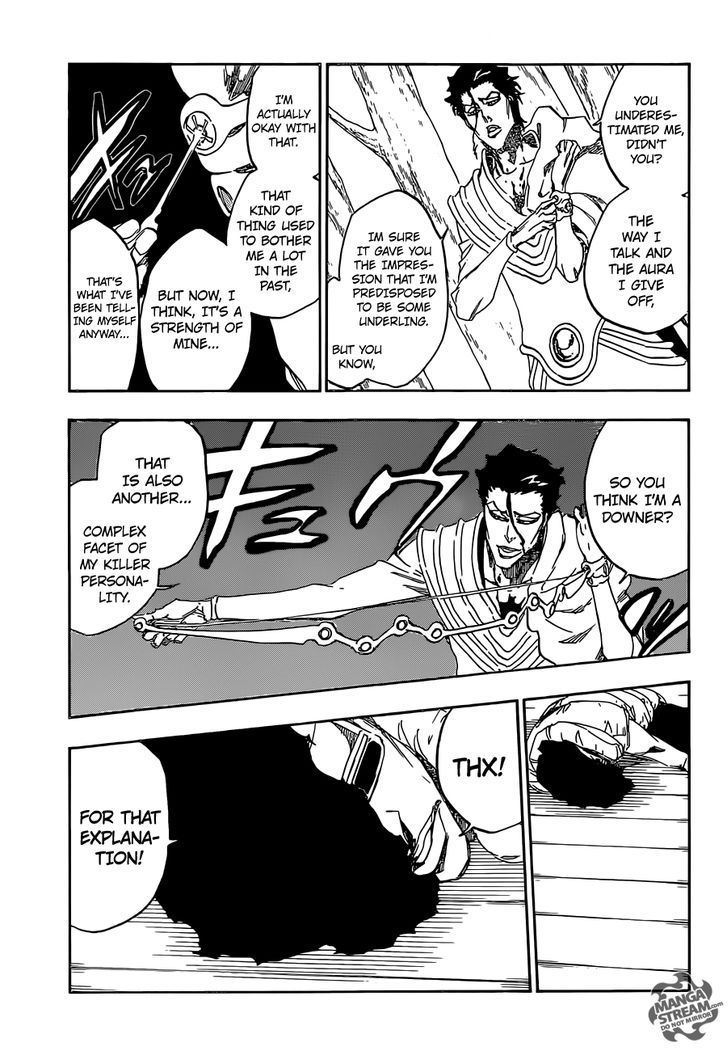 YOU
UNDERES-
TIMATED ME,
DIDN'T
YOU?
THE
WAY I
TALK AND
THE AURA
I GIVE
OFF,
IM SURE
IT GAVE YOU
THE IMPRES-
SION THAT I'M
PREDISPOSED
TO BE SOME
UNDERLING.
BUT YOU
KNOW,
I'M
ACTUALLY
OKAY WITH
THAT.
THAT
KIND OF
THING USED
TO BOTHER
ME A LOT
IN THE
PAST,
BUT NOW, I
THINK, IT'S A
STRENGTH OF
MINE...
THAT'S
WHAT I'VE
BEEN TELL-
ING MYSELF
ANYWAY...
SO YOU
THINK I'M A
DOWNER?
THAT
IS ALSO
ANOTHER...
COMPLEX
FACET OF
MY KILLER
PERSONA-
LITY.
THX!
FOR THAT
EXPLANA-
TION!
MANGA
STREAM.com
DO NOT MIRROR